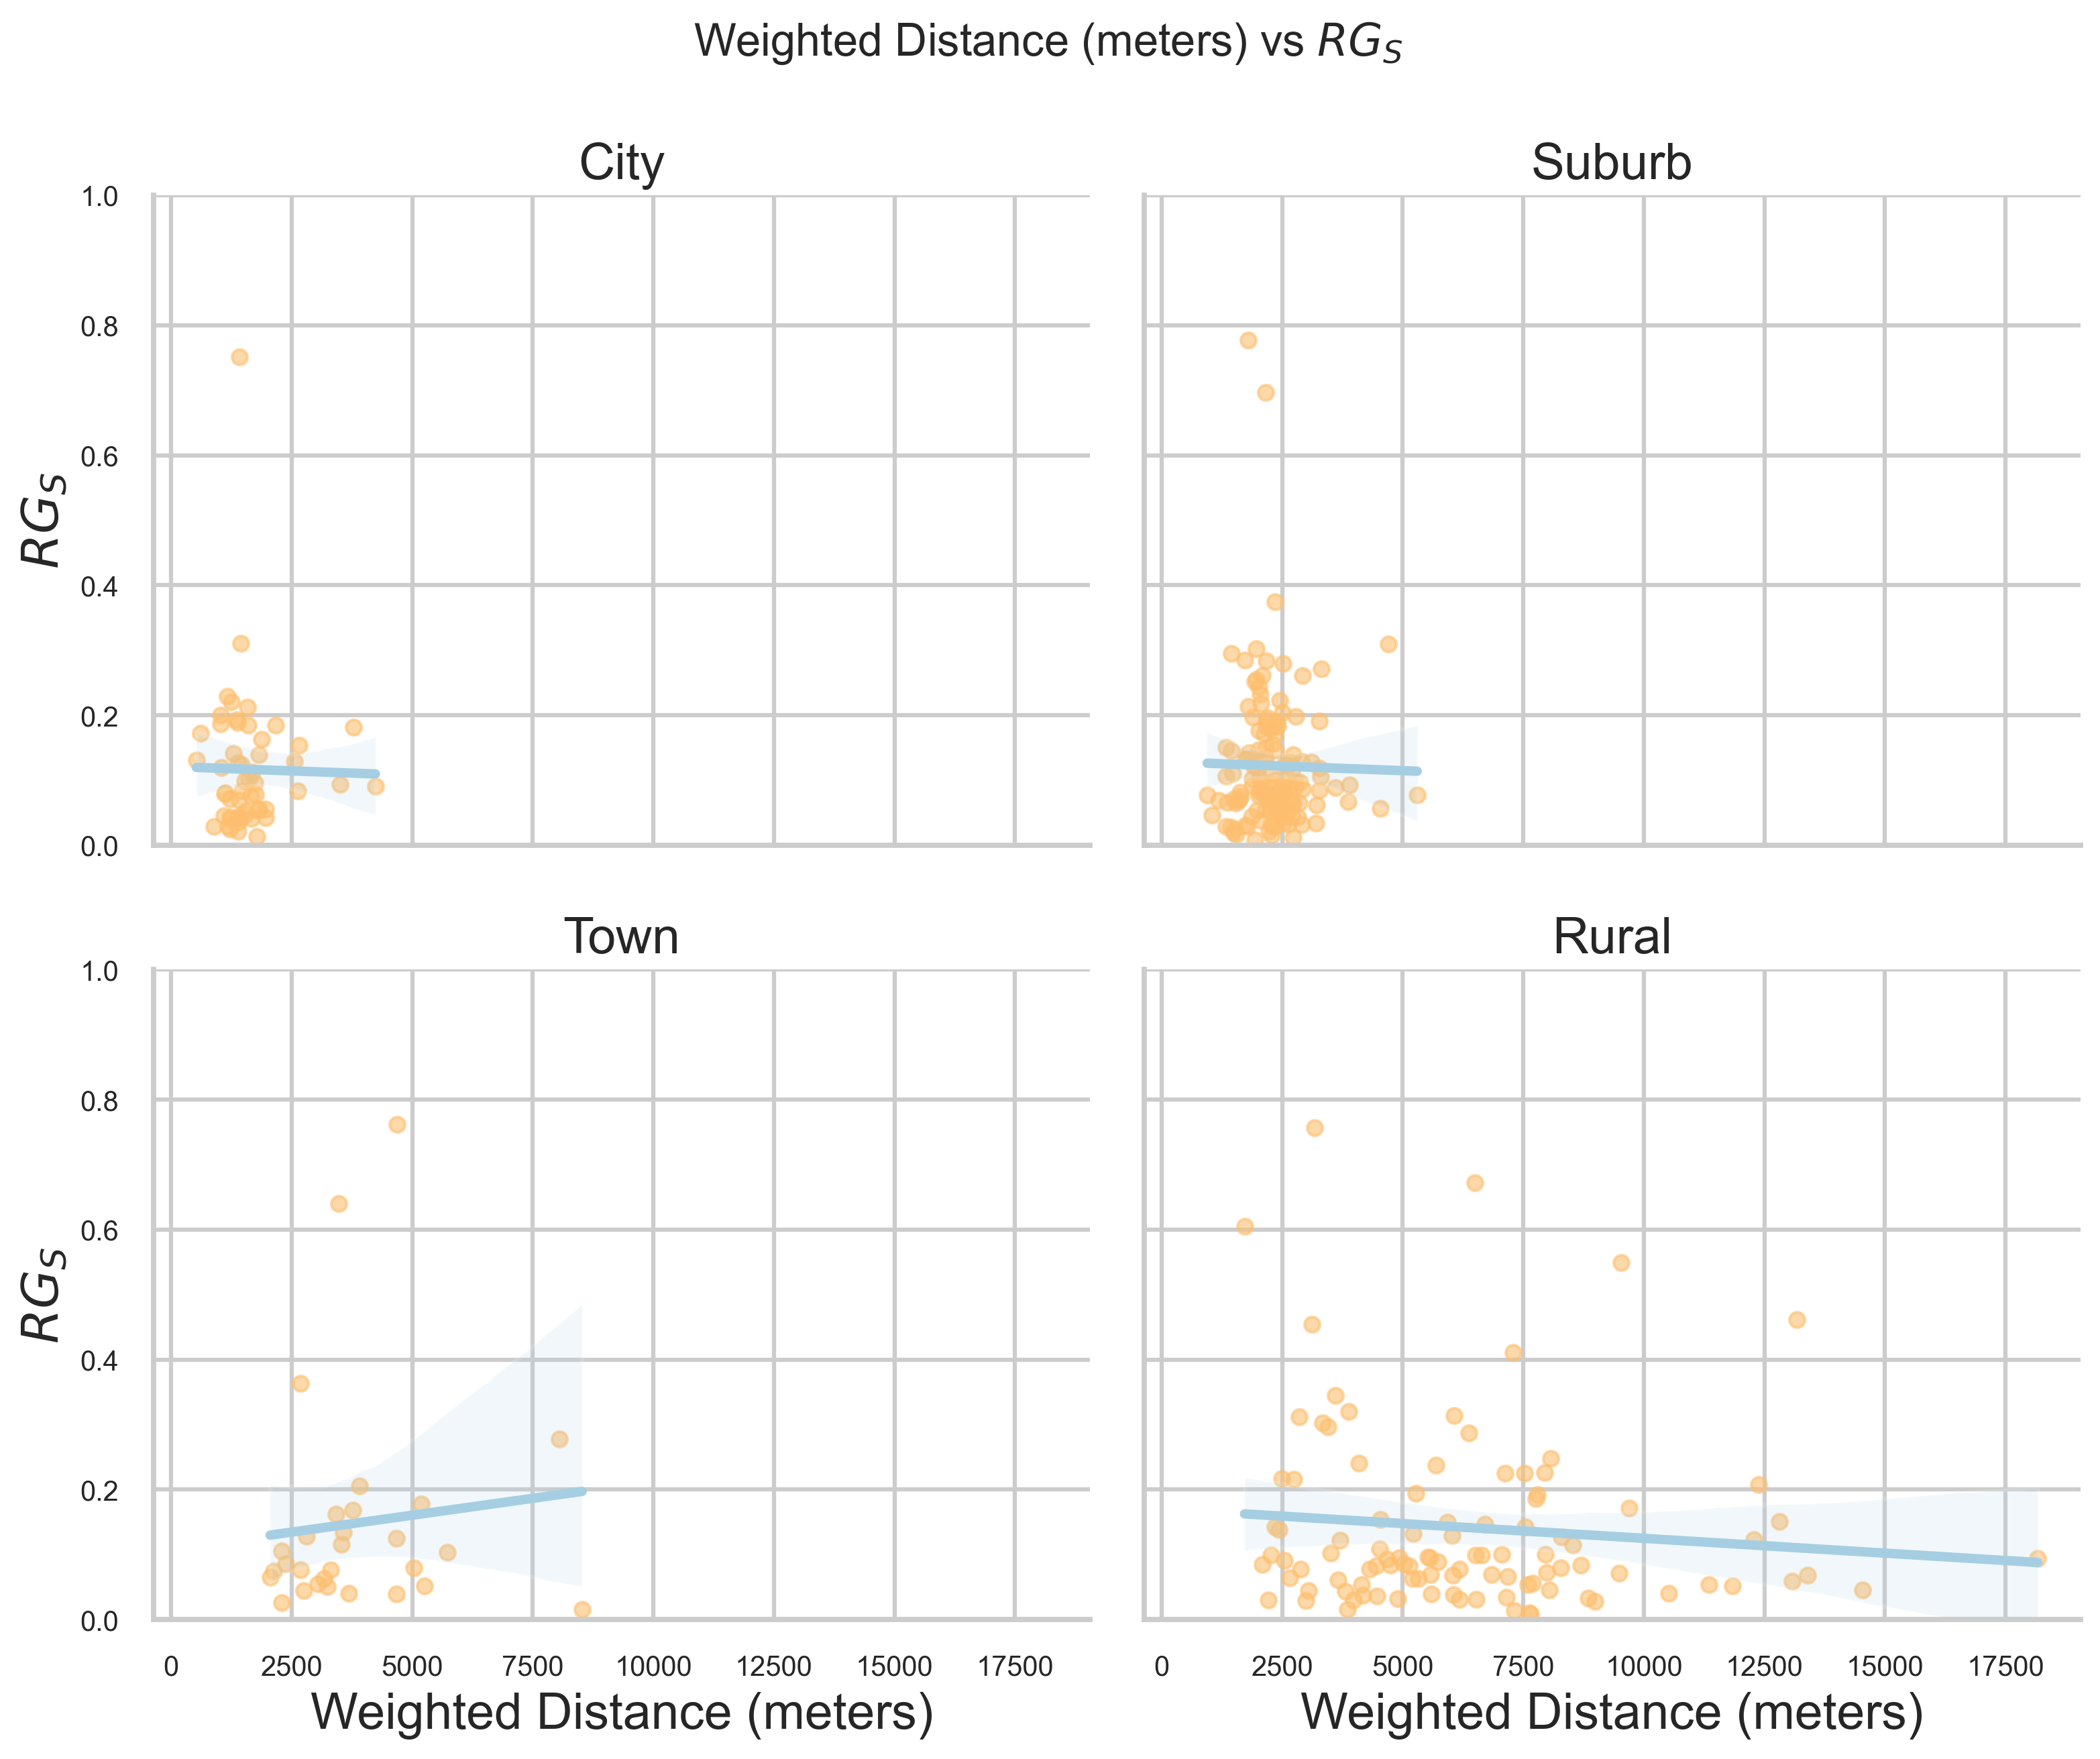 Weighted Distance (meters) vs RG_S
City
Suburb
1.0
0.8
0.6
0.4
0.2
0.0
RG_S
Town
Rural
1.0
0.8
0.6
0.4
0.2
0.0
RG_S
0 2500 5000 7500 10000 12500 15000 17500
0 2500 5000 7500 10000 12500 15000 17500
Weighted Distance (meters)
Weighted Distance (meters)